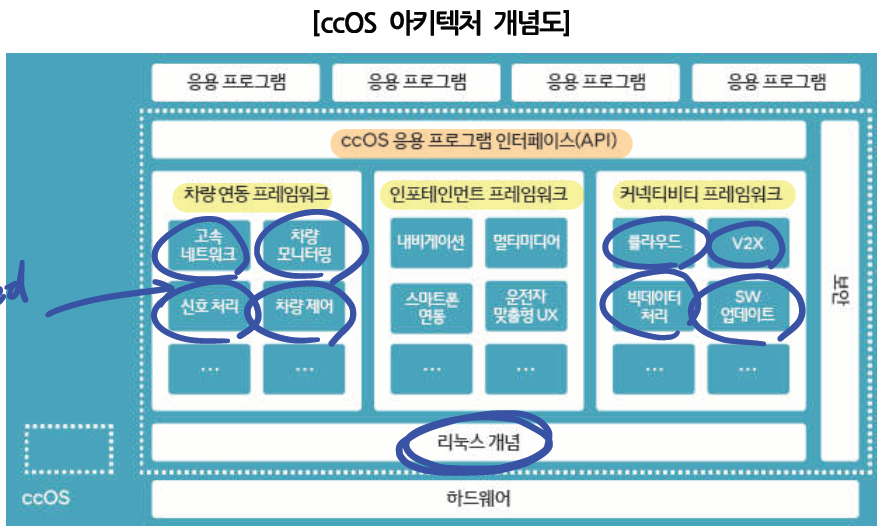 [ccOS 아키텍처 개념도]
응용 프로그램 응용 프로그램 응용 프로그램 응용 프로그램
ccOS 응용 프로그램 인터페이스(API)
차량 연동 프레임워크
고속
네트워크
차량
모니터링
신호 처리
차량 제어
...
...
인포테인먼트 프레임워크
내비게이션
멀티미디어
스마트폰
연동
운전자
맞춤형 UX
...
...
커넥티비티 프레임워크
클라우드
V2X
빅데이터
처리
SW
업데이트
...
...
보안
리눅스 개념
ccOS
하드웨어